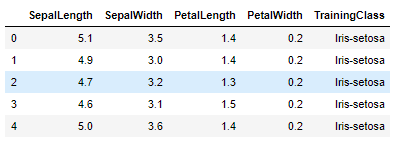 SepalLength SepalWidth PetalLength PetalWidth TrainingClass
0 5.1 3.5 1.4 0.2 Iris-setosa
1 4.9 3.0 1.4 0.2 Iris-setosa
2 4.7 3.2 1.3 0.2 Iris-setosa
3 4.6 3.1 1.5 0.2 Iris-setosa
4 5.0 3.6 1.4 0.2 Iris-setosa